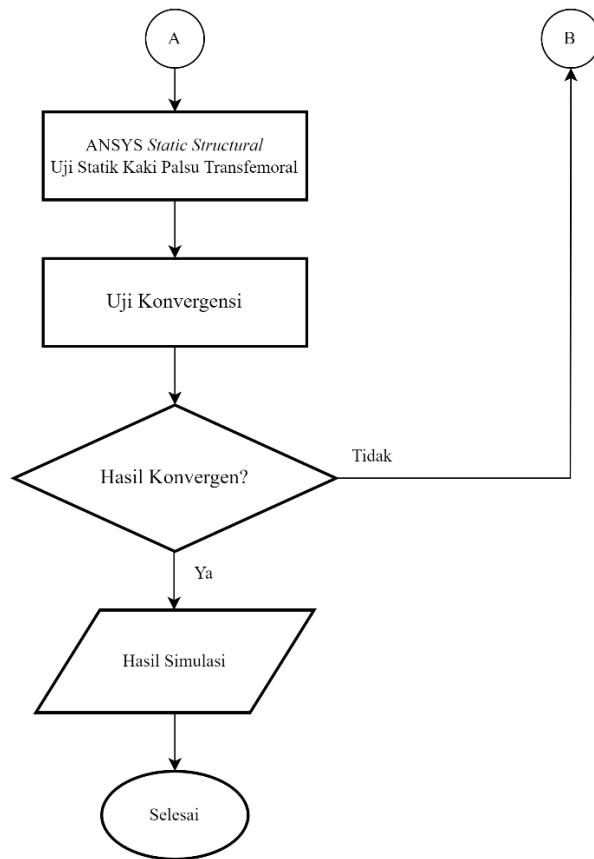 A
B
ANSYS Static Structural
Uji Statik Kaki Palsu Transfemoral
Uji Konvergensi
Hasil Konvergen?
Tidak
Ya
Hasil Simulasi
Selesai